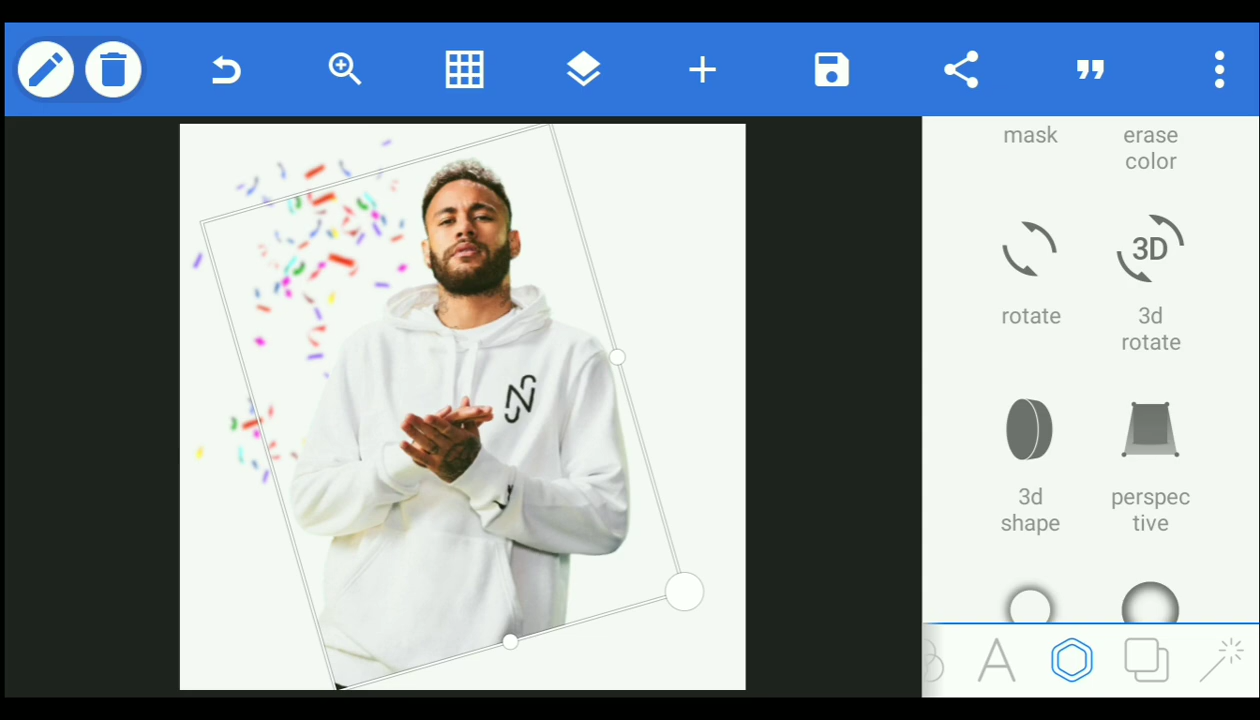 mask
erase
color
rotate
3D
3d
rotate
3d
shape
perspec
tive
A